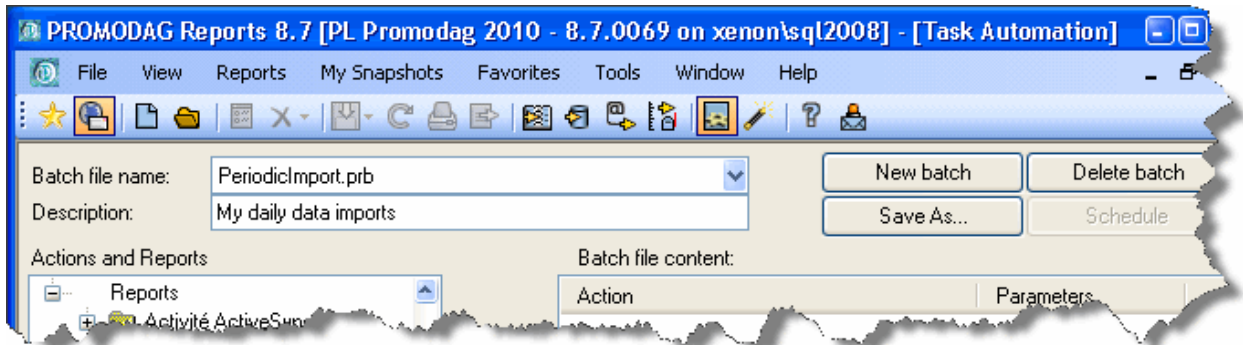 PROMODAG Reports 8.7 [PL Promodag 2010 - 8.7.0069 on xenon\sql2008] - [Task Automation]
File View Reports My Snapshots Favorites Tools Window Help
Batch file name: PeriodicImport.prb New batch Delete batch
Description: My daily data imports Save As... Schedule
Actions and Reports Batch file content:
Reports Action Parameters
Activité